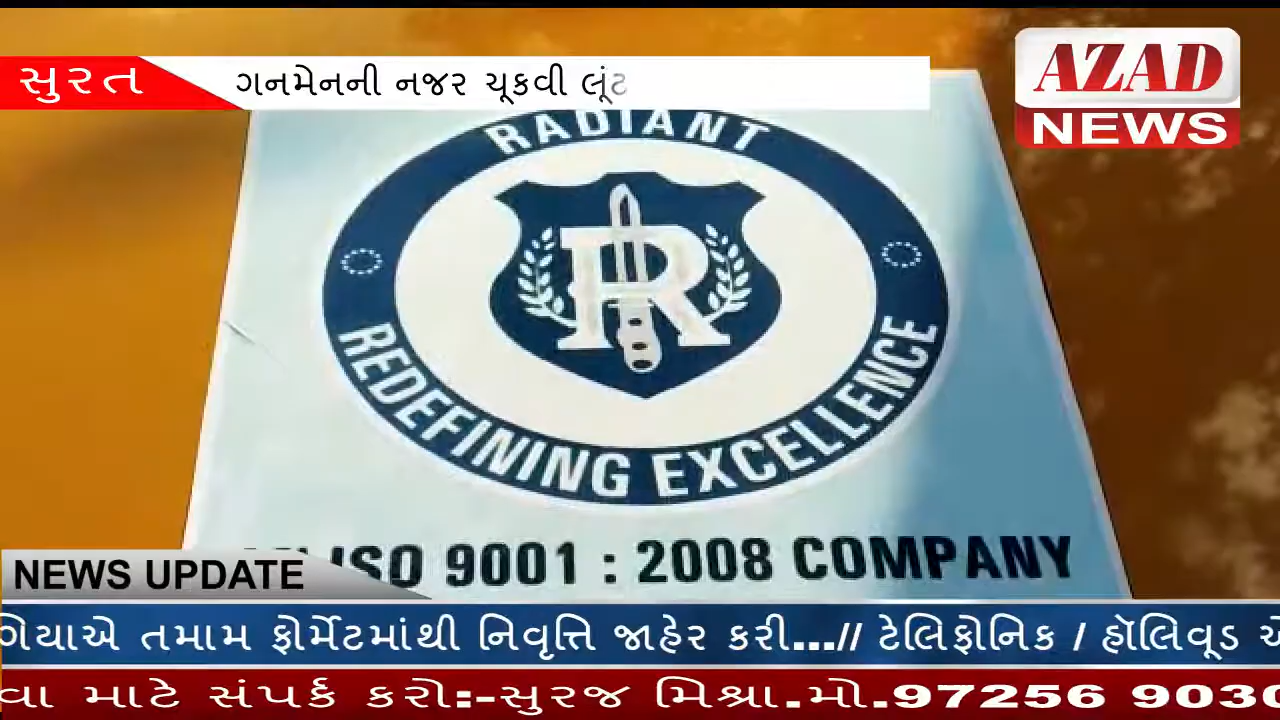 સુરત
ગનમેનની નજર ચૂકવી લૂંટ
AZAD
NEWS
RADIANT
R
REDEFINING EXCELLENCE
ISO 9001 : 2008 COMPANY
NEWS UPDATE
તમામ ફોર્મેટમાંથી નિવૃત્તિ જાહેર કરી...// ટેલિફોનિક / હૉલિવૂડ
વા માટે સંપર્ક કરો:-સુરજ મિશ્રા.મો.97256 9030